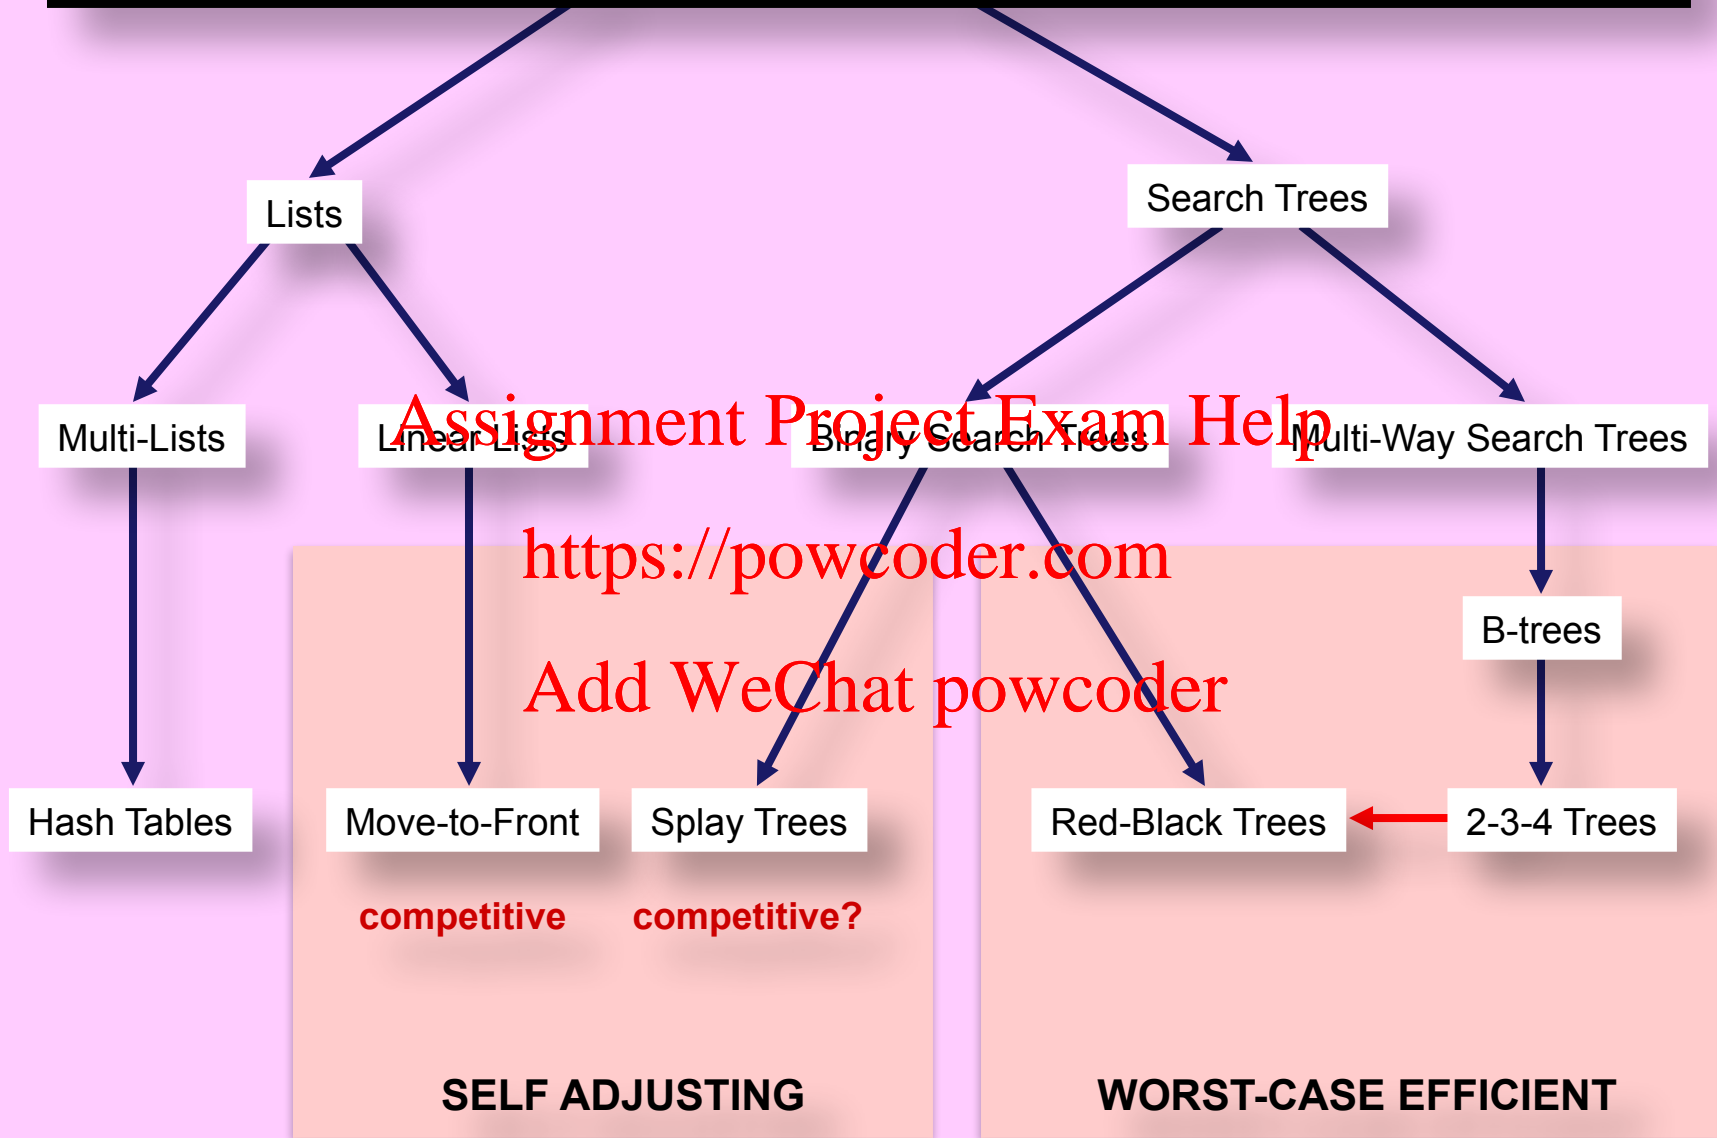 Lists
Search Trees
Multi-Lists
Linear Lists
Binary Search Trees
Multi-Way Search Trees
Assignment Project Exam Help
https://powcoder.com
B-trees
Add WeChat powcoder
Hash Tables
Move-to-Front
Splay Trees
Red-Black Trees
2-3-4 Trees
competitive
competitive?
SELF ADJUSTING
WORST-CASE EFFICIENT